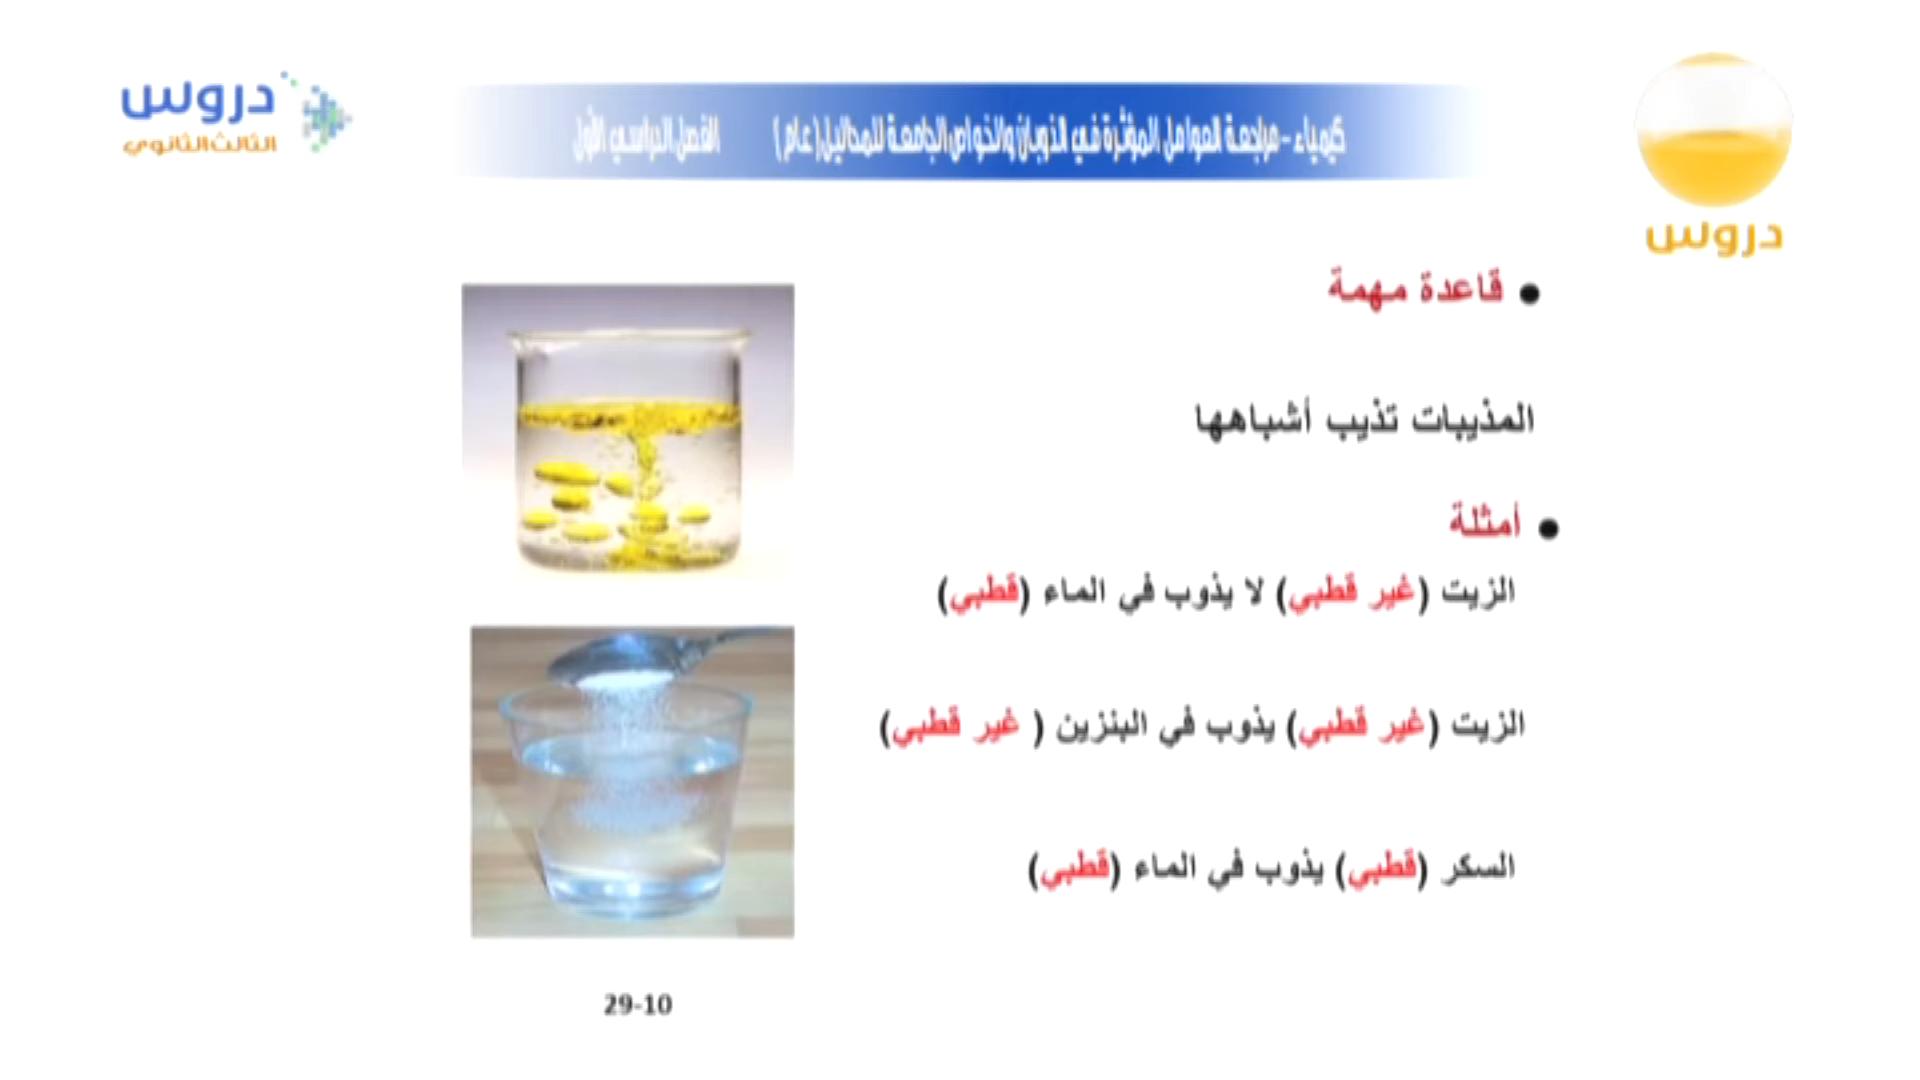 دروس
الثالث الثانوي
كيمياء - مراجعة العوامل المؤثرة في الذوبان والخواص الجامعة للمحاليل (عام) الفصل الدراسي الأول
دروس
• قاعدة مهمة
المذيبات تذيب أشباهها
• أمثلة
الزيت (غير قطبي) لا يذوب في الماء (قطبي)
الزيت (غير قطبي) يذوب في البنزين ( غير قطبي)
السكر (قطبي) يذوب في الماء (قطبي)
29-10